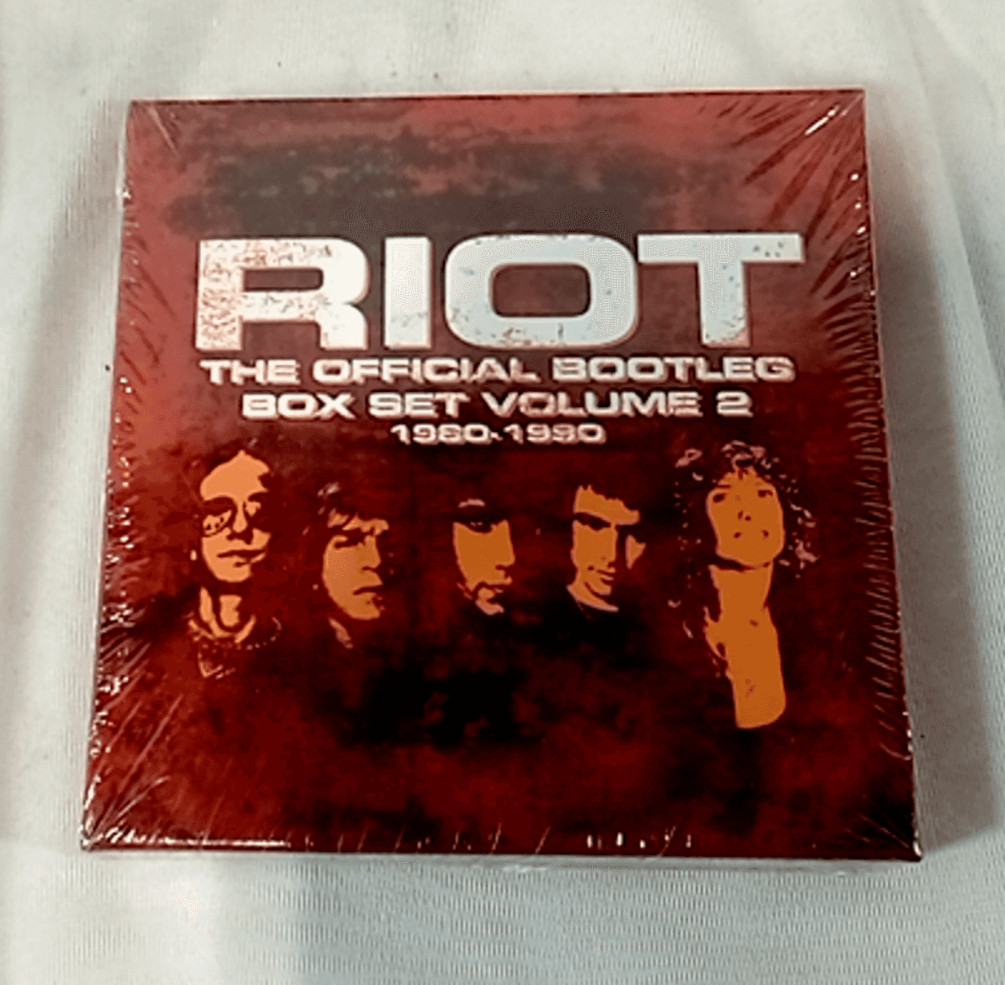 RIOT
THE OFFICIAL BOOTLEG
BOX SET VOLUME 2
1980-1990